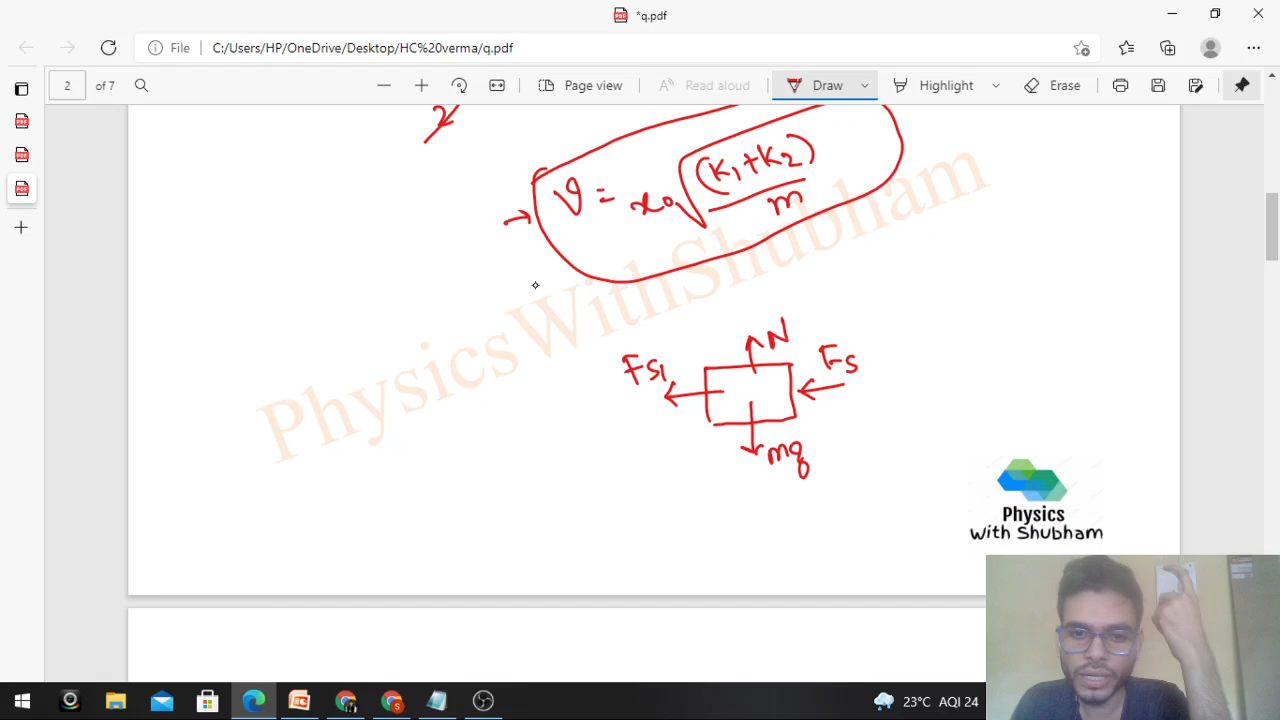 *q.pdf
File C:/Users/HP/OneDrive/Desktop/HC%20verma/q.pdf
2 of 7 Page view Read aloud Draw Highlight Erase
2
v = x0√((k1+k2)/m)
PhysicsWithShubham
N
Fs1
Fs
mg
Physics
With Shubham
23°C AQI 24